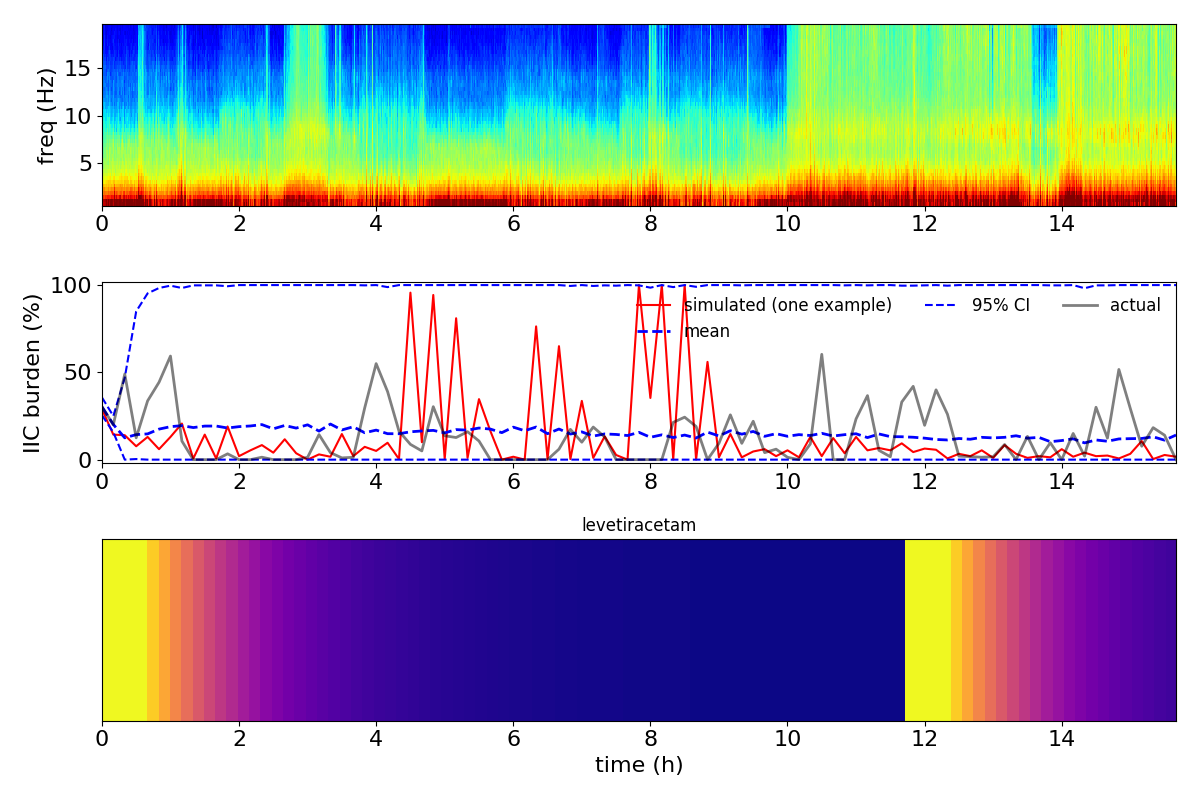 freq (Hz)
15
10
5
0 2 4 6 8 10 12 14
IIC burden (%)
100
50
0
simulated (one example) 95% CI actual
mean
0 2 4 6 8 10 12 14
levetiracetam
0 2 4 6 8 10 12 14
time (h)